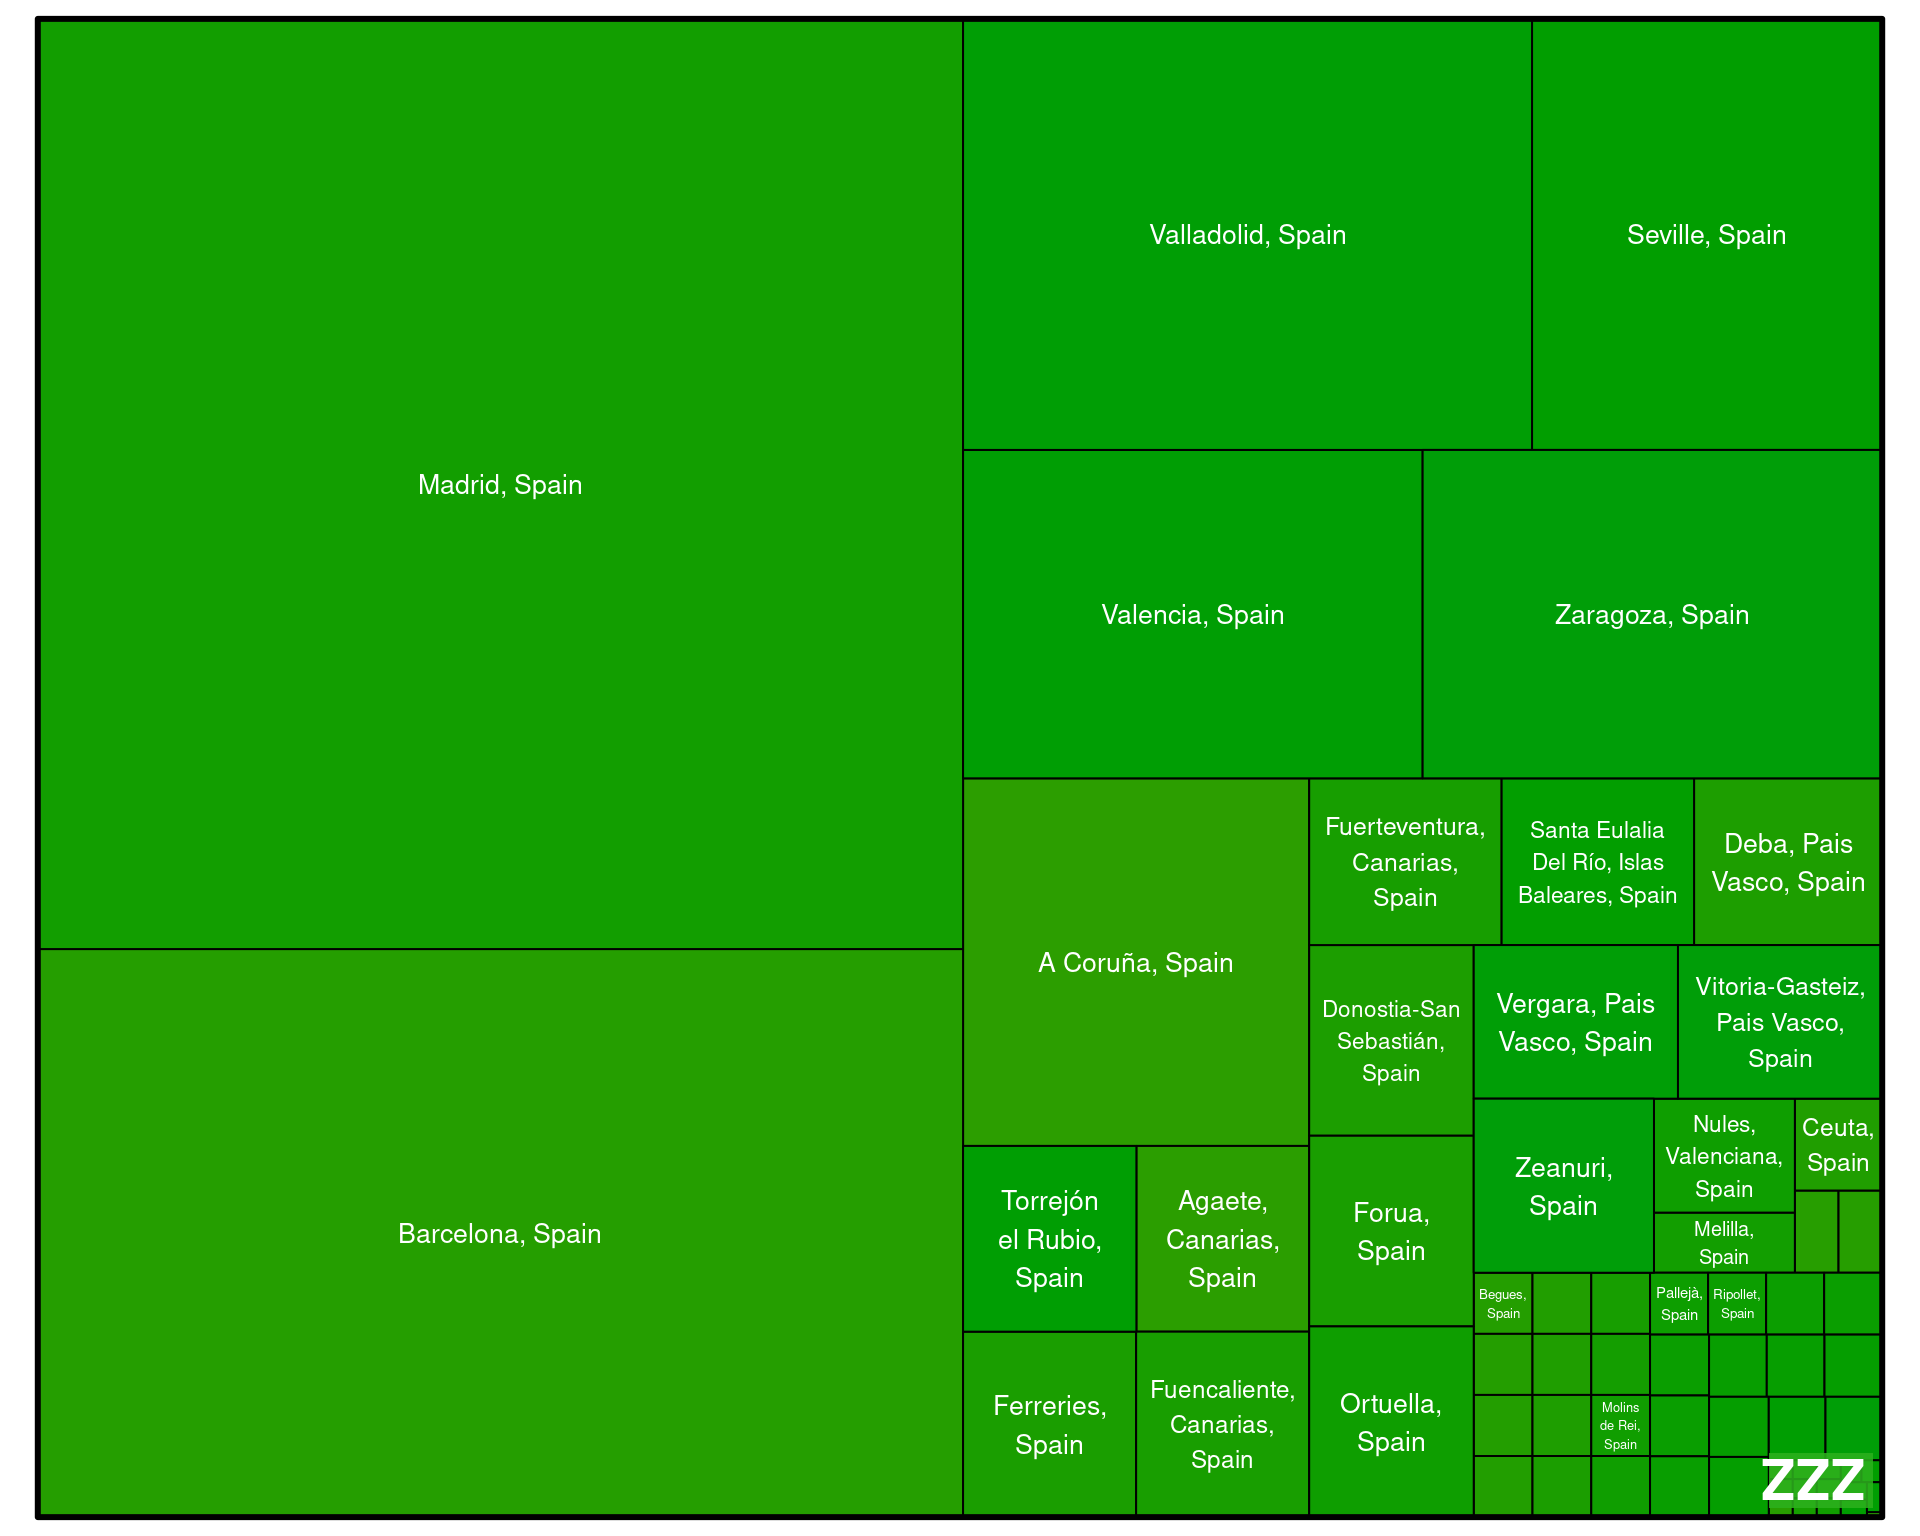 Madrid, Spain
Barcelona, Spain
Valladolid, Spain
Seville, Spain
Valencia, Spain
Zaragoza, Spain
A Coruña, Spain
Fuerteventura,
Canarias,
Spain
Santa Eulalia
Del Río, Islas
Baleares, Spain
Deba, Pais
Vasco, Spain
Donostia-San
Sebastián,
Spain
Vergara, Pais
Vasco, Spain
Vitoria-Gasteiz,
Pais Vasco,
Spain
Torrejón
el Rubio,
Spain
Agaete,
Canarias,
Spain
Forua,
Spain
Zeanuri,
Spain
Nules,
Valenciana,
Spain
Ceuta,
Spain
Melilla,
Spain
Ferreries,
Spain
Fuencaliente,
Canarias,
Spain
Ortuella,
Spain
Begues,
Spain
Pallejà,
Spain
Ripollet,
Spain
Molins
de Rei,
Spain
ZZZ